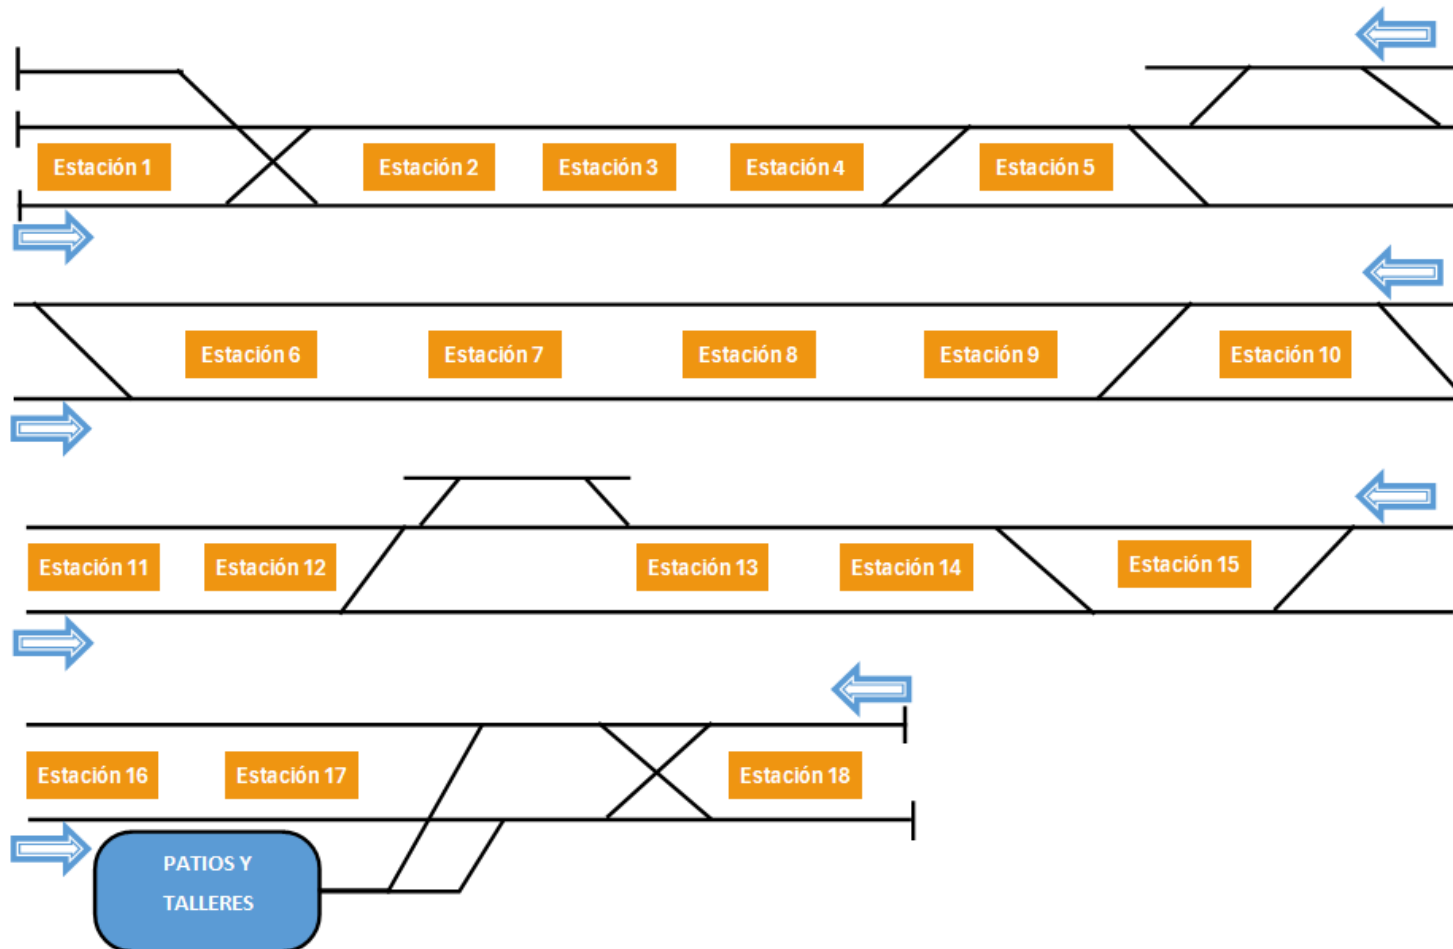 Estación 1
Estación 2
Estación 3
Estación 4
Estación 5
Estación 6
Estación 7
Estación 8
Estación 9
Estación 10
Estación 11
Estación 12
Estación 13
Estación 14
Estación 15
Estación 16
Estación 17
Estación 18
PATIOS Y
TALLERES